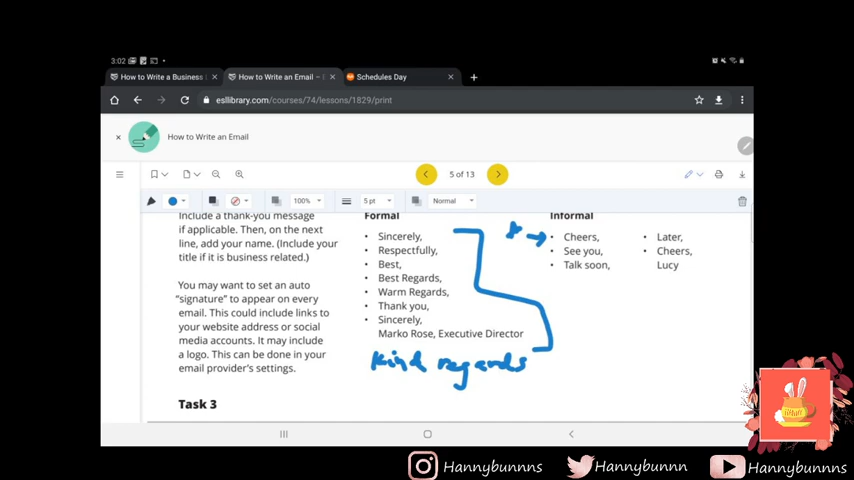 3:02
How to Write a Business
How to Write an Email –
Schedules Day
esllibrary.com/courses/74/lessons/1829/print
How to Write an Email
5 of 13
100%
5 pt
Normal
Include a thank-you message
if applicable. Then, on the next
line, add your name. (Include your
title if it is business related.)
You may want to set an auto
“signature” to appear on every
email. This could include links to
your website address or social
media accounts. It may include
a logo. This can be done in your
email provider’s settings.
Task 3
Formal
• Sincerely,
• Respectfully,
• Best,
• Best Regards,
• Warm Regards,
• Thank you,
• Sincerely,
Marko Rose, Executive Director
Kind regards
Informal
• Cheers,
• See you,
• Talk soon,
• Later,
• Cheers,
Lucy
Hannybunnns
Hannybunnn
Hannybunnns